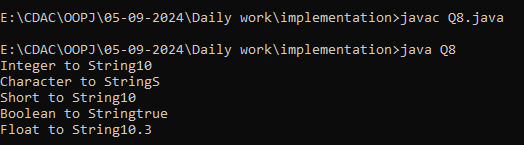 E:\CDAC\OOPJ\05-09-2024\Daily work\implementation>javac Q8.java
E:\CDAC\OOPJ\05-09-2024\Daily work\implementation>java Q8
Integer to String10
Character to StringS
Short to String10
Boolean to Stringtrue
Float to String10.3